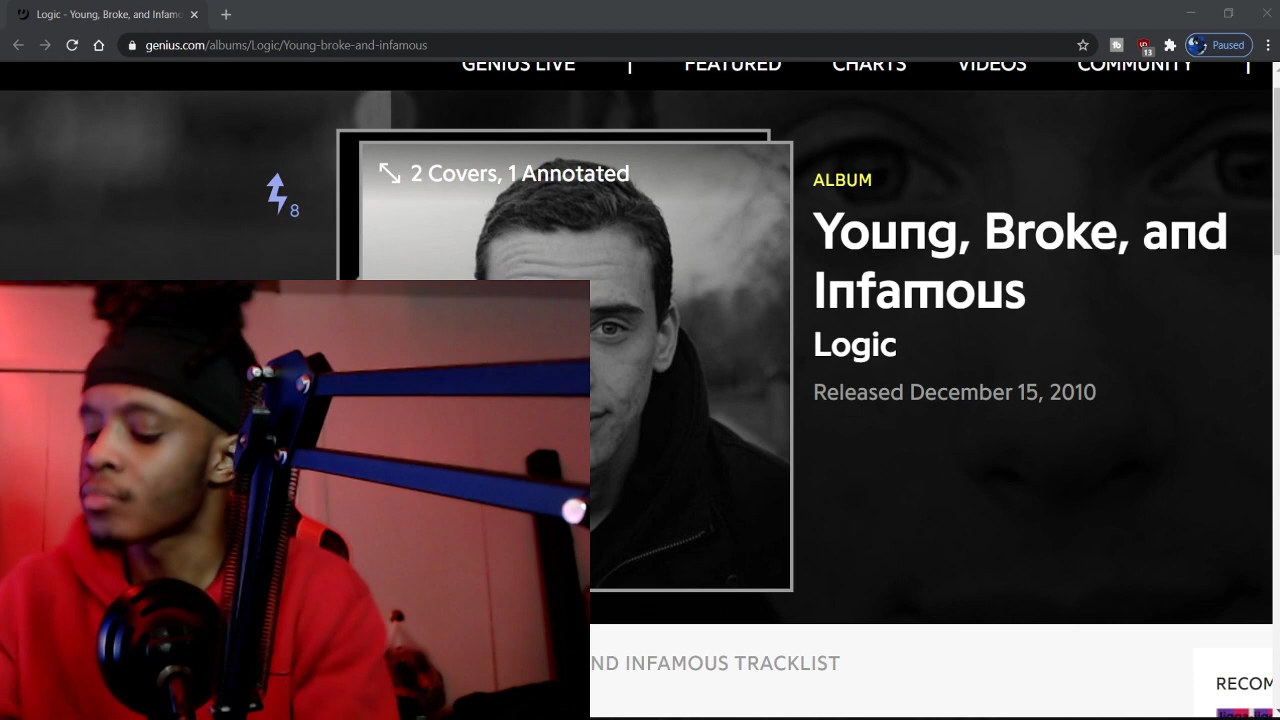 Logic - Young, Broke, and Infamo
genius.com/albums/Logic/Young-broke-and-infamous
13
Paused
GENIUS LIVE | FEATURED CHARTS VIDEOS COMMUNITY |
2 Covers, 1 Annotated
8
ALBUM
Young, Broke, and
Infamous
Logic
Released December 15, 2010
ND INFAMOUS TRACKLIST
RECOM